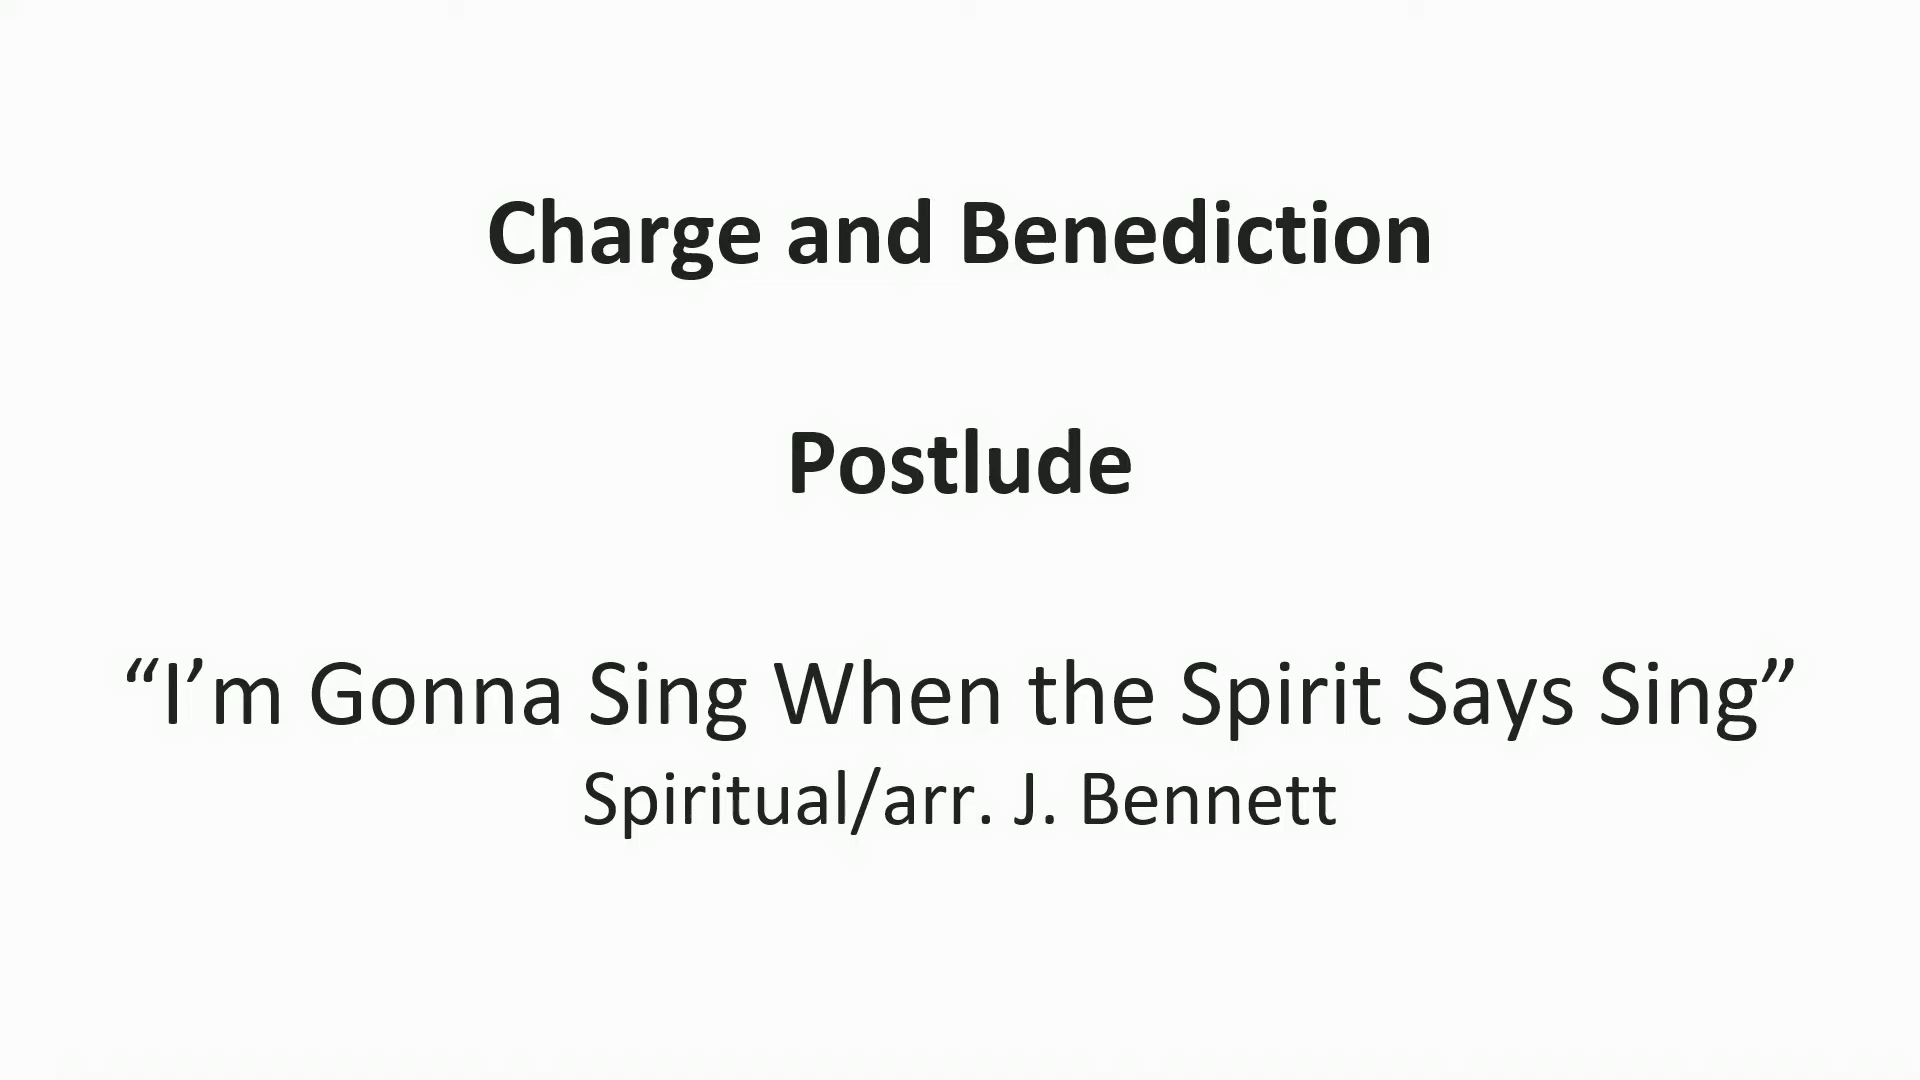 Charge and Benediction
Postlude
“I’m Gonna Sing When the Spirit Says Sing”
Spiritual/arr. J. Bennett